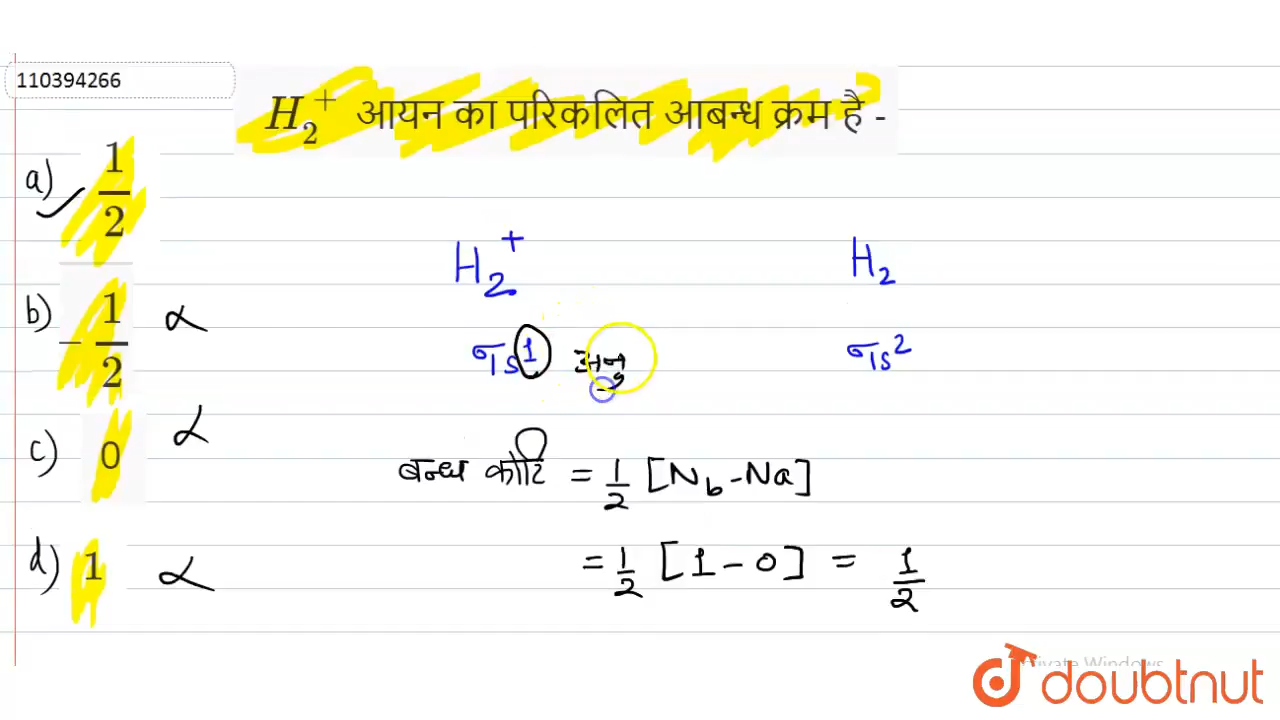 110394266
H₂⁺ आयन का परिकलित आबन्ध क्रम है -
a) 1/2
b) -1/2
c) 0
d) 1
H₂⁺ H₂
σ1s¹ अनु σ1s²
बन्ध कोटि = 1/2 [Nb - Na]
= 1/2 [1 - 0] = 1/2
doubtnut